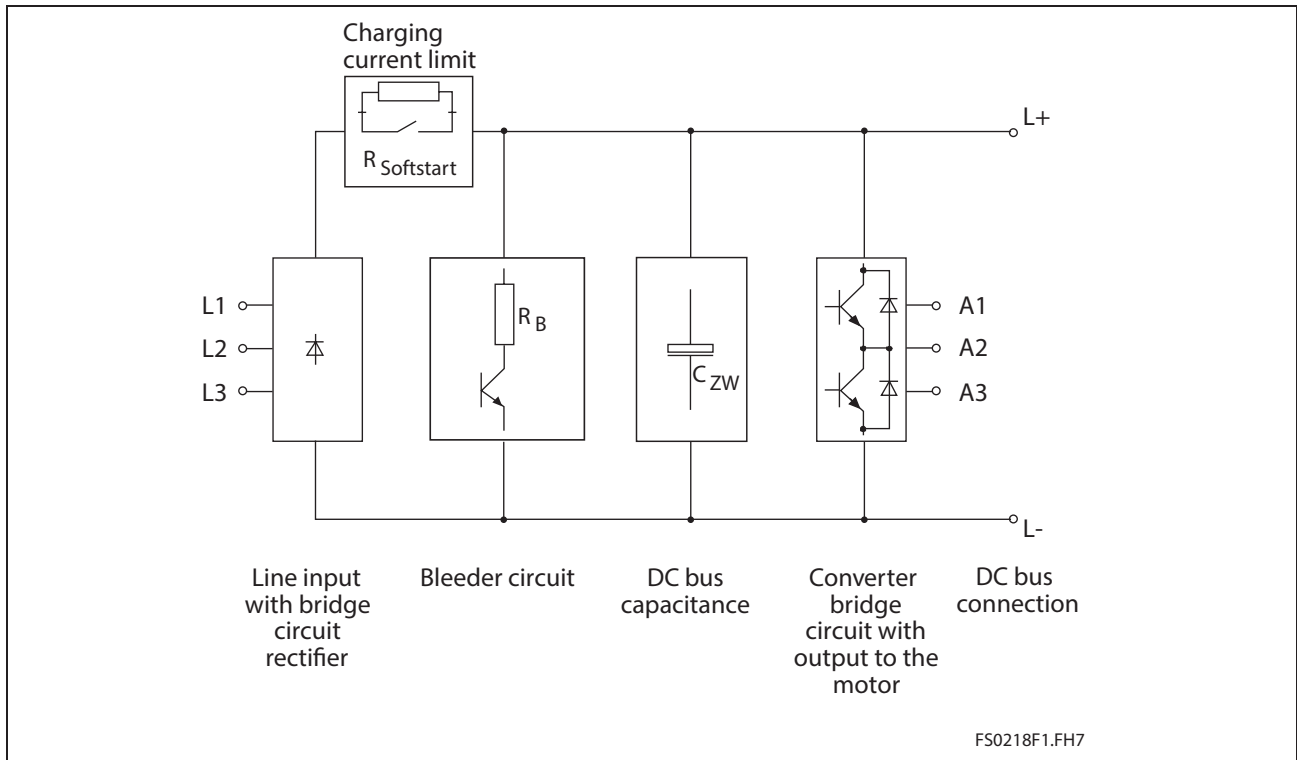 Charging
current limit
R Softstart
L+
L1
L2
L3
R B
C ZW
A1
A2
A3
L-
Line input
with bridge
circuit
rectifier
Bleeder circuit
DC bus
capacitance
Converter
bridge
circuit with
output to the
motor
DC bus
connection
FS0218F1.FH7